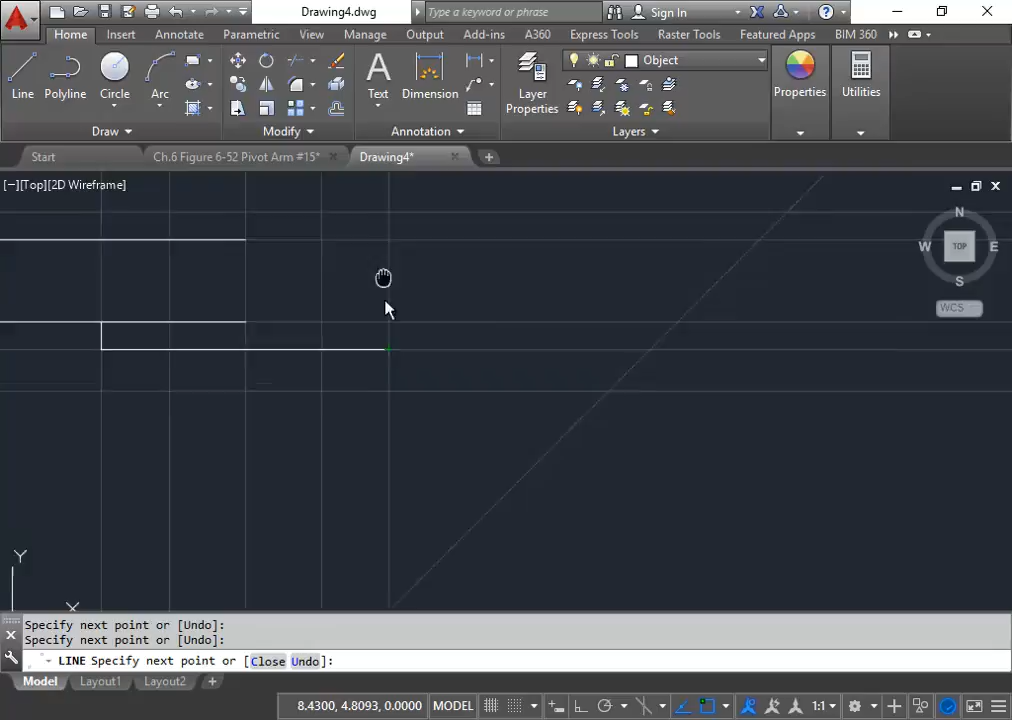 Drawing4.dwg
Type a keyword or phrase
Sign In
Home Insert Annotate Parametric View Manage Output Add-ins A360 Express Tools Raster Tools Featured Apps BIM 360
Line Polyline Circle Arc Text Dimension Layer Properties Object Properties Utilities
Draw Modify Annotation Layers
Start Ch.6 Figure 6-52 Pivot Arm #15* Drawing4*
[−][Top][2D Wireframe]
N
W TOP E
S
WCS
Y
X
Specify next point or [Undo]:
Specify next point or [Undo]:
LINE Specify next point or [Close Undo]:
Model Layout1 Layout2 +
8.4300, 4.8093, 0.0000 MODEL 1:1